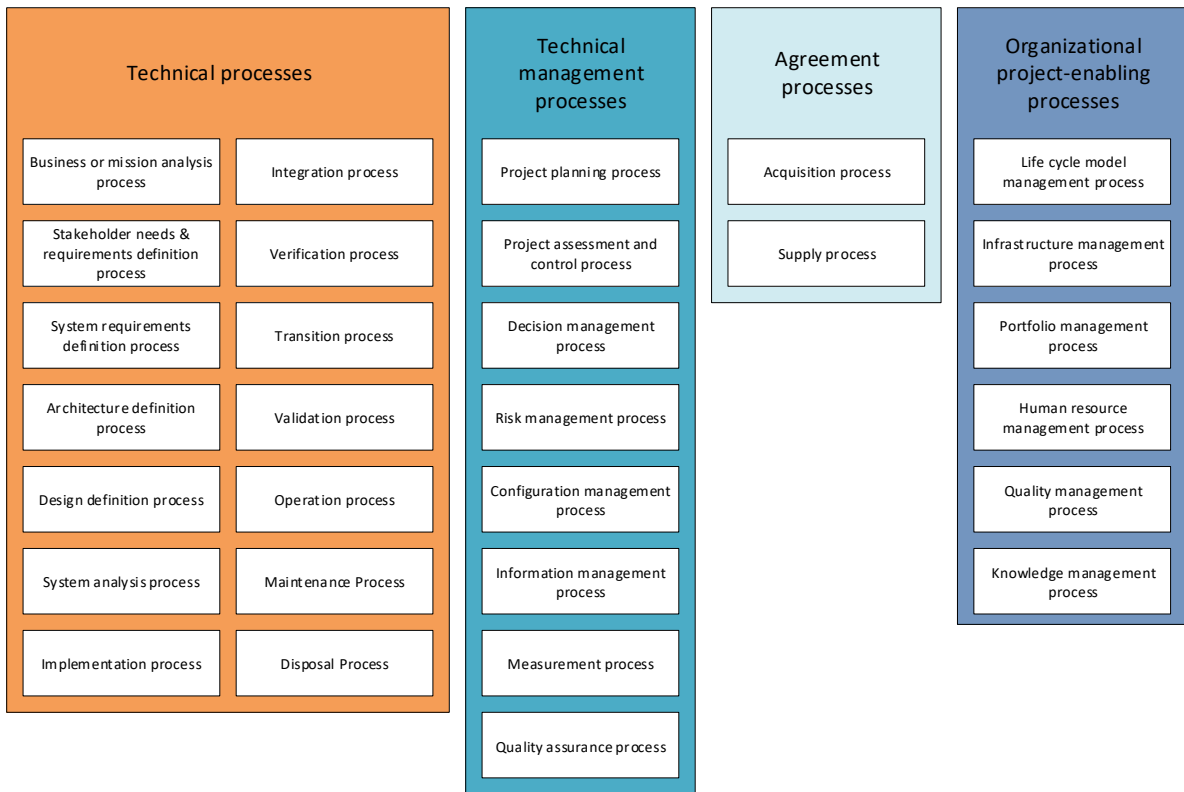 Technical processes
Business or mission analysis
process
Stakeholder needs &
requirements definition
process
System requirements
definition process
Architecture definition
process
Design definition process
System analysis process
Implementation process
Integration process
Verification process
Transition process
Validation process
Operation process
Maintenance Process
Disposal Process
Technical
management
processes
Project planning process
Project assessment and
control process
Decision management
process
Risk management process
Configuration management
process
Information management
process
Measurement process
Quality assurance process
Agreement
processes
Acquisition process
Supply process
Organizational
project-enabling
processes
Life cycle model
management process
Infrastructure management
process
Portfolio management
process
Human resource
management process
Quality management
process
Knowledge management
process